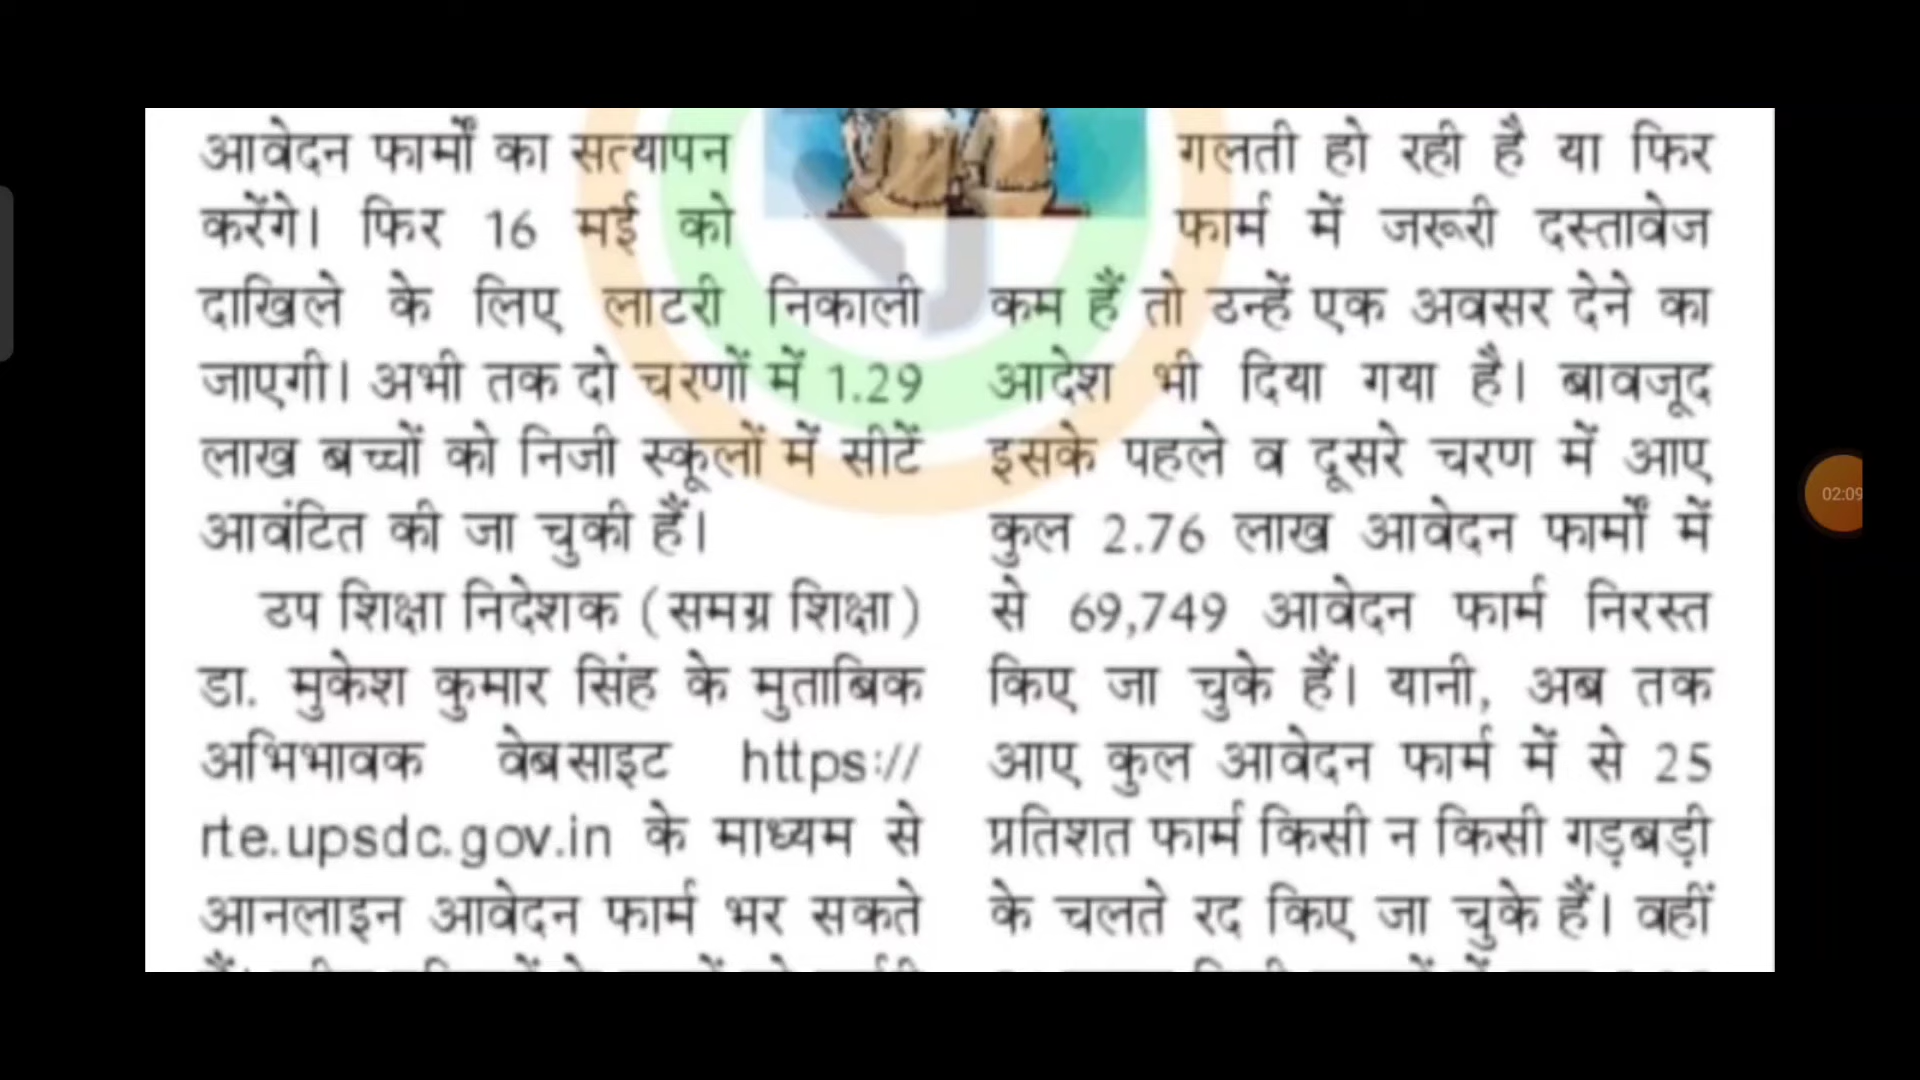 आवेदन फार्मों का सत्यापन
करेंगे। फिर 16 मई को
दाखिले के लिए लाटरी निकाली
जाएगी। अभी तक दो चरणों में 1.29
लाख बच्चों को निजी स्कूलों में सीटें
आवंटित की जा चुकी हैं।
उप शिक्षा निदेशक (समग्र शिक्षा)
डा. मुकेश कुमार सिंह के मुताबिक
अभिभावक वेबसाइट https://
rte.upsdc.gov.in के माध्यम से
आनलाइन आवेदन फार्म भर सकते
गलती हो रही है या फिर
फार्म में जरूरी दस्तावेज
कम हैं तो उन्हें एक अवसर देने का
आदेश भी दिया गया है। बावजूद
इसके पहले व दूसरे चरण में आए
कुल 2.76 लाख आवेदन फार्मों में
से 69,749 आवेदन फार्म निरस्त
किए जा चुके हैं। यानी, अब तक
आए कुल आवेदन फार्म में से 25
प्रतिशत फार्म किसी न किसी गड़बड़ी
के चलते रद किए जा चुके हैं। वहीं
02:09